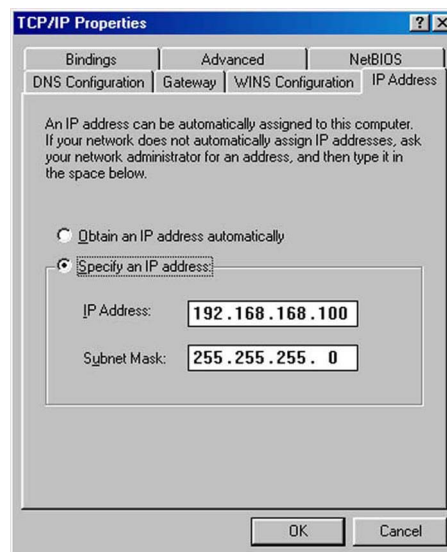 TCP/IP Properties
Bindings Advanced NetBIOS
DNS Configuration Gateway WINS Configuration IP Address
An IP address can be automatically assigned to this computer.
If your network does not automatically assign IP addresses, ask
your network administrator for an address, and then type it in
the space below.
Obtain an IP address automatically
Specify an IP address:
IP Address: 192.168.168.100
Subnet Mask: 255.255.255. 0
OK Cancel